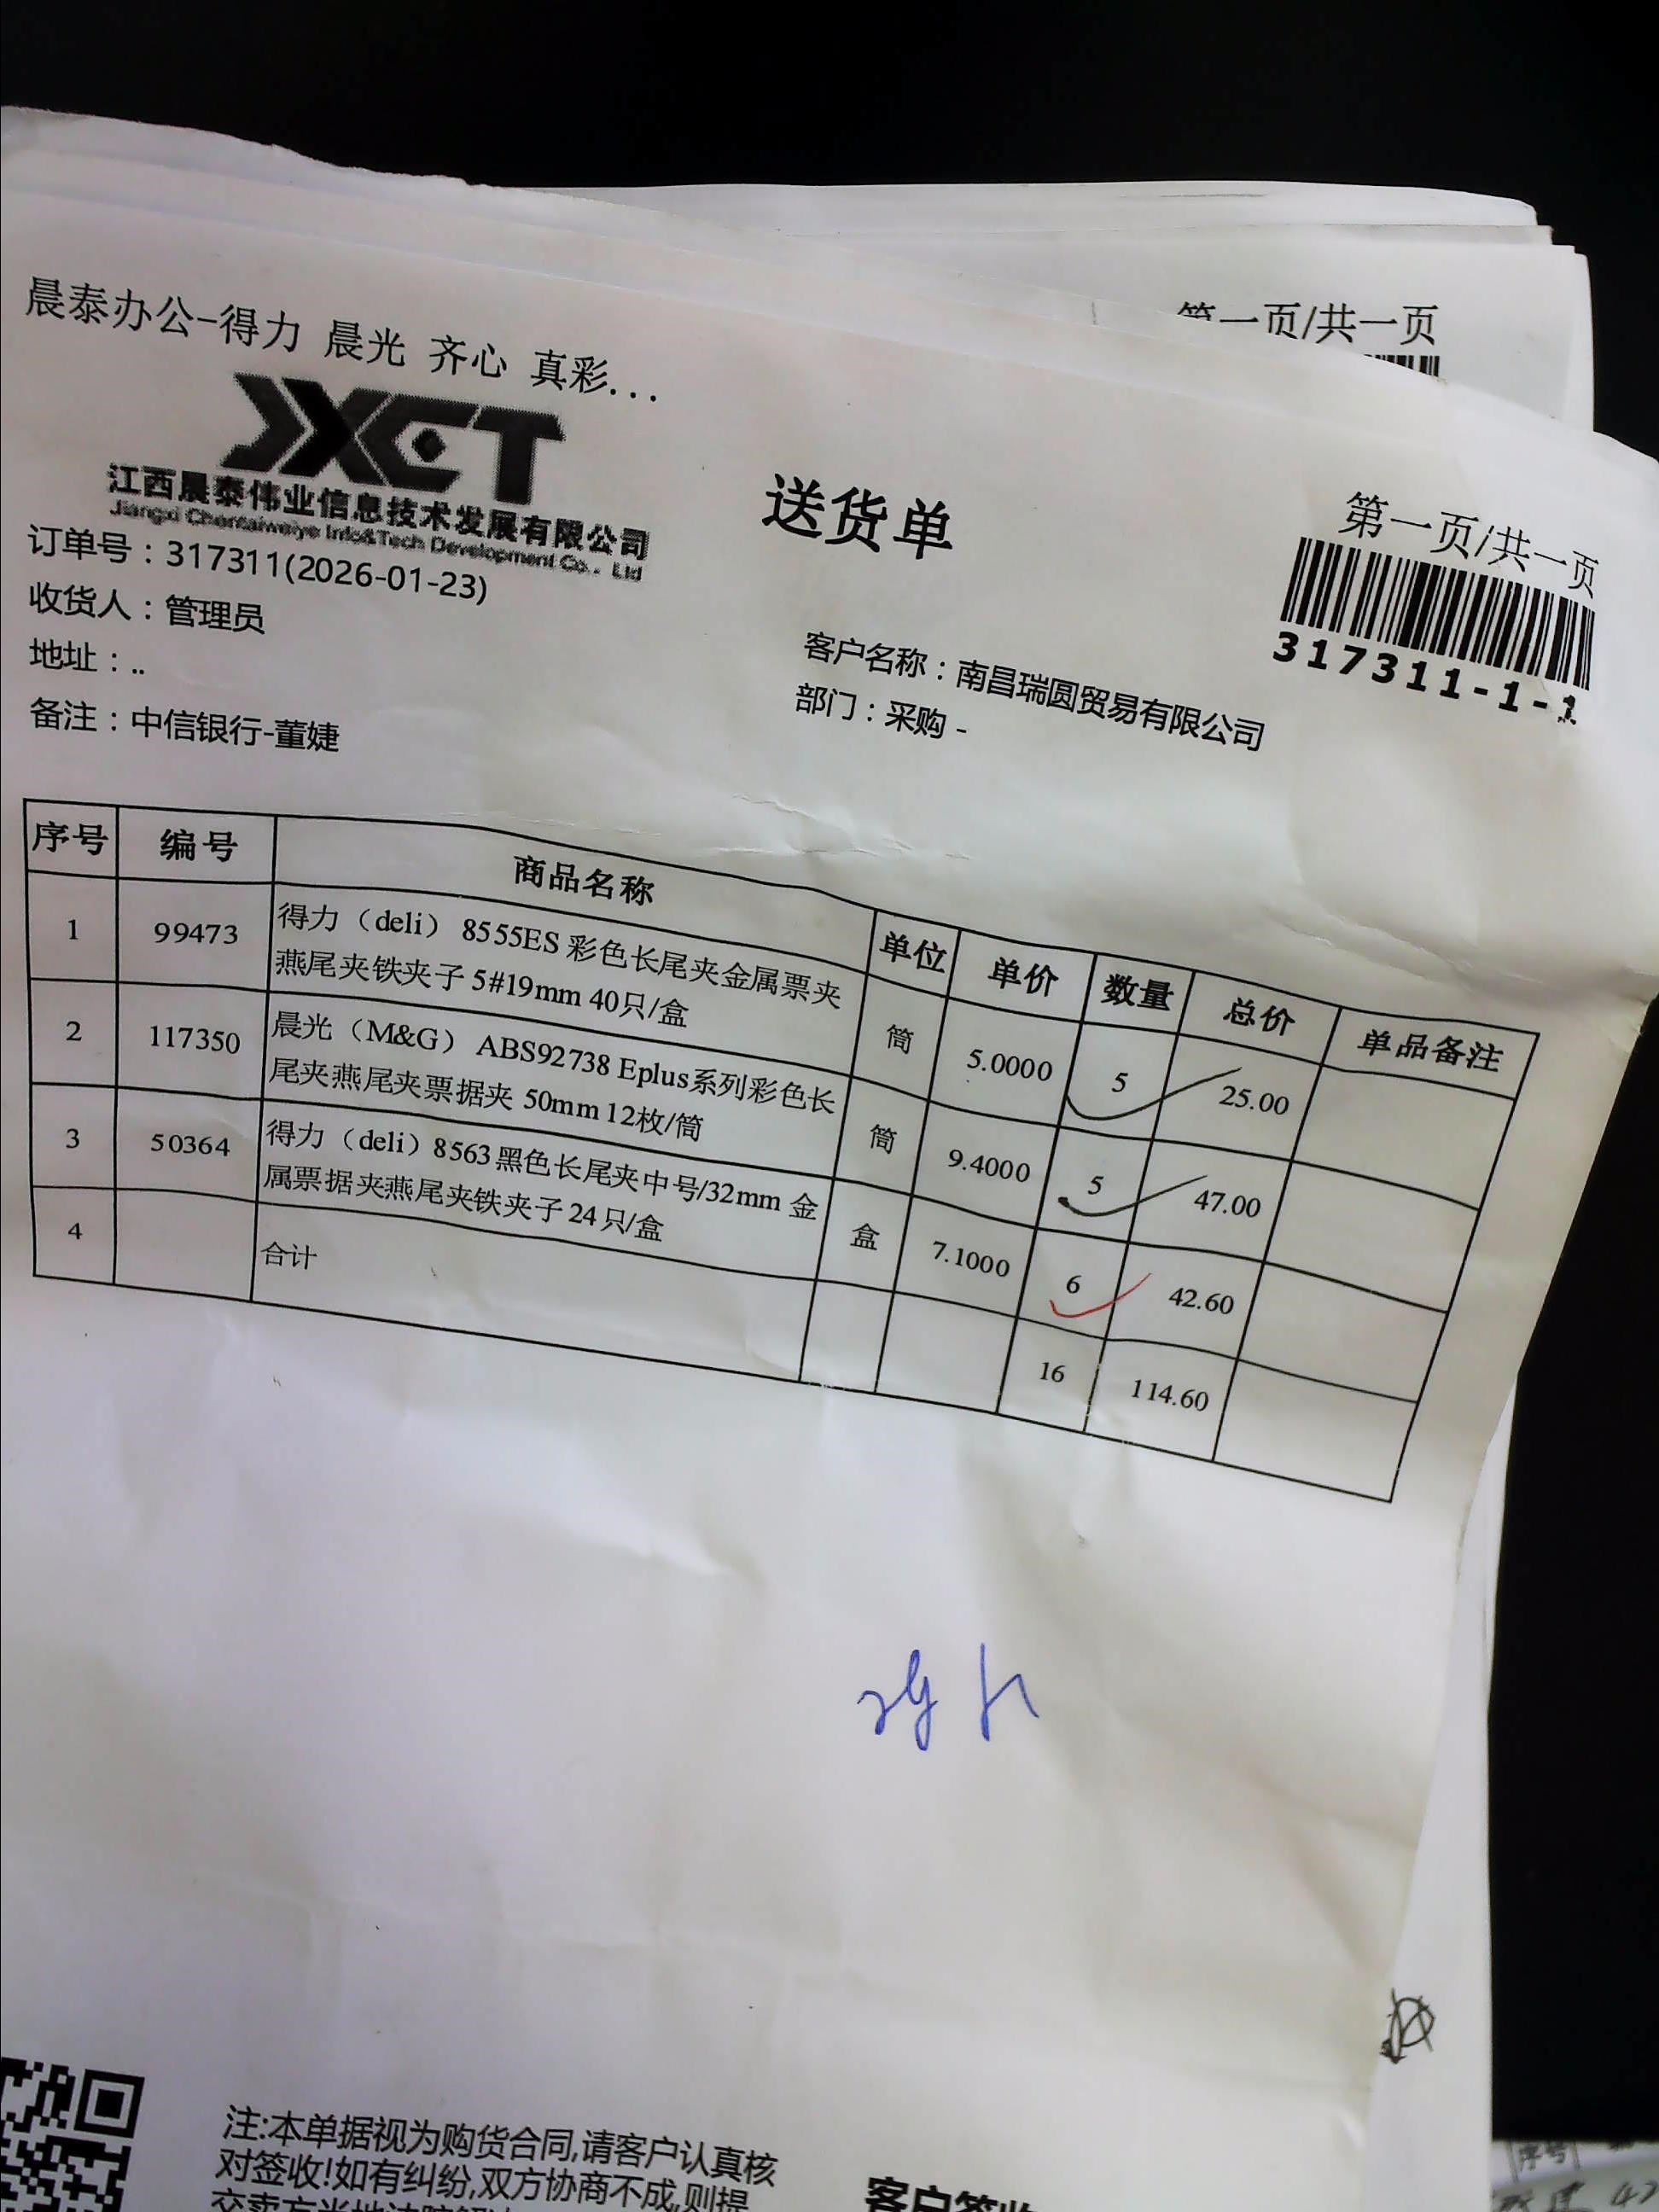 第一页/共一页
晨泰办公-得力 晨光 齐心 真彩...
JXCT
江西晨泰伟业信息技术发展有限公司
Jiangxi Chentaiweiye Info&Tech Development Co., Ltd
送货单
第一页/共一页
317311-1-1
订单号：317311(2026-01-23)
收货人：管理员
地址：..
备注：中信银行-董婕
客户名称：南昌瑞圆贸易有限公司
部门：采购 -
序号 编号 商品名称 单位 单价 数量 总价 单品备注
1 99473 得力（deli） 8555ES 彩色长尾夹金属票夹
燕尾夹铁夹子 5#19mm 40只/盒 筒 5.0000 5 25.00
2 117350 晨光（M&G） ABS92738 Eplus系列彩色长
尾夹燕尾夹票据夹 50mm 12枚/筒 筒 9.4000 5 47.00
3 50364 得力（deli）8563 黑色长尾夹中号/32mm 金
属票据夹燕尾夹铁夹子 24 只/盒 盒 7.1000 6 42.60
4 合计 16 114.60
注:本单据视为购货合同,请客户认真核
对签收!如有纠纷,双方协商不成,则提
客户签收
序号